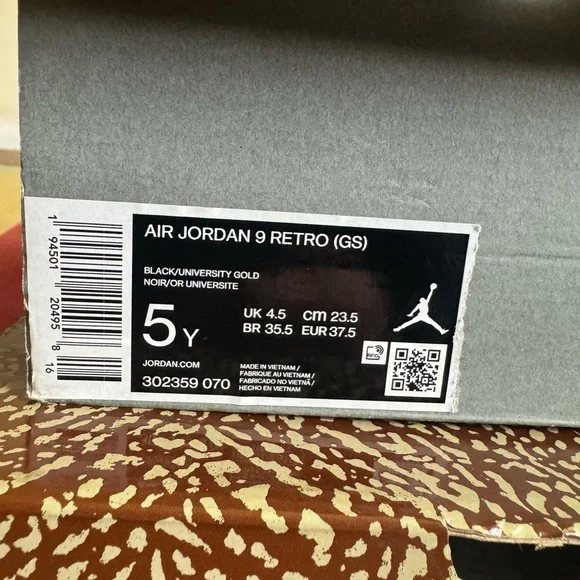 AIR JORDAN 9 RETRO (GS)
BLACK/UNIVERSITY GOLD
NOIR/OR UNIVERSITE
5 Y
UK 4.5 cm 23.5
BR 35.5 EUR 37.5
JORDAN.COM
302359 070
MADE IN VIETNAM /
FABRIQUE AU VIETNAM /
FABRICADO NO VIETNÃ /
HECHO EN VIETNAM
RFID
1 94501 20495 8 16